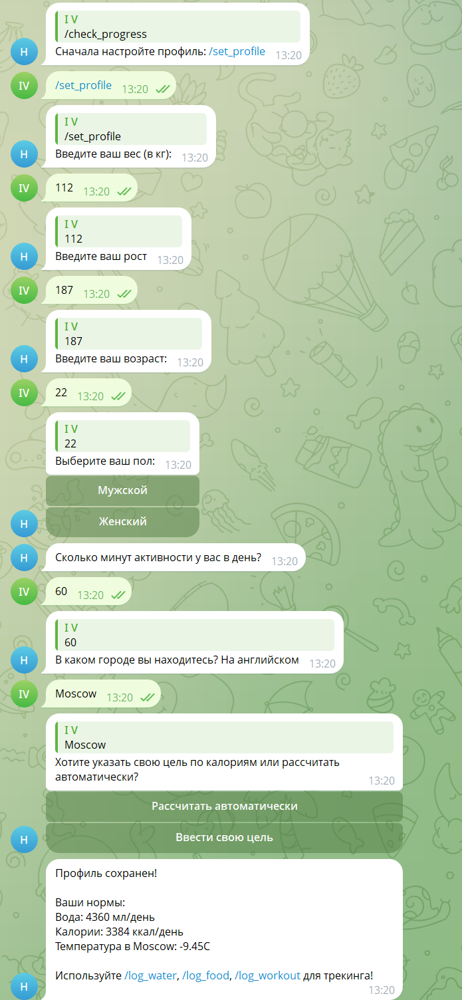 I V
/check_progress
Сначала настройте профиль: /set_profile 13:20
H
IV
/set_profile 13:20
I V
/set_profile
Введите ваш вес (в кг): 13:20
H
IV
112 13:20
I V
112
Введите ваш рост 13:20
H
IV
187 13:20
I V
187
Введите ваш возраст: 13:20
H
IV
22 13:20
I V
22
Выберите ваш пол: 13:20
Мужской
Женский
H
H
Сколько минут активности у вас в день? 13:20
IV
60 13:20
I V
60
В каком городе вы находитесь? На английском 13:20
H
IV
Moscow 13:20
I V
Moscow
Хотите указать свою цель по калориям или рассчитать
автоматически?
13:20
Рассчитать автоматически
Ввести свою цель
H
Профиль сохранен!
Ваши нормы:
Вода: 4360 мл/день
Калории: 3384 ккал/день
Температура в Moscow: -9.45C
Используйте /log_water, /log_food, /log_workout для трекинга!
13:20
H